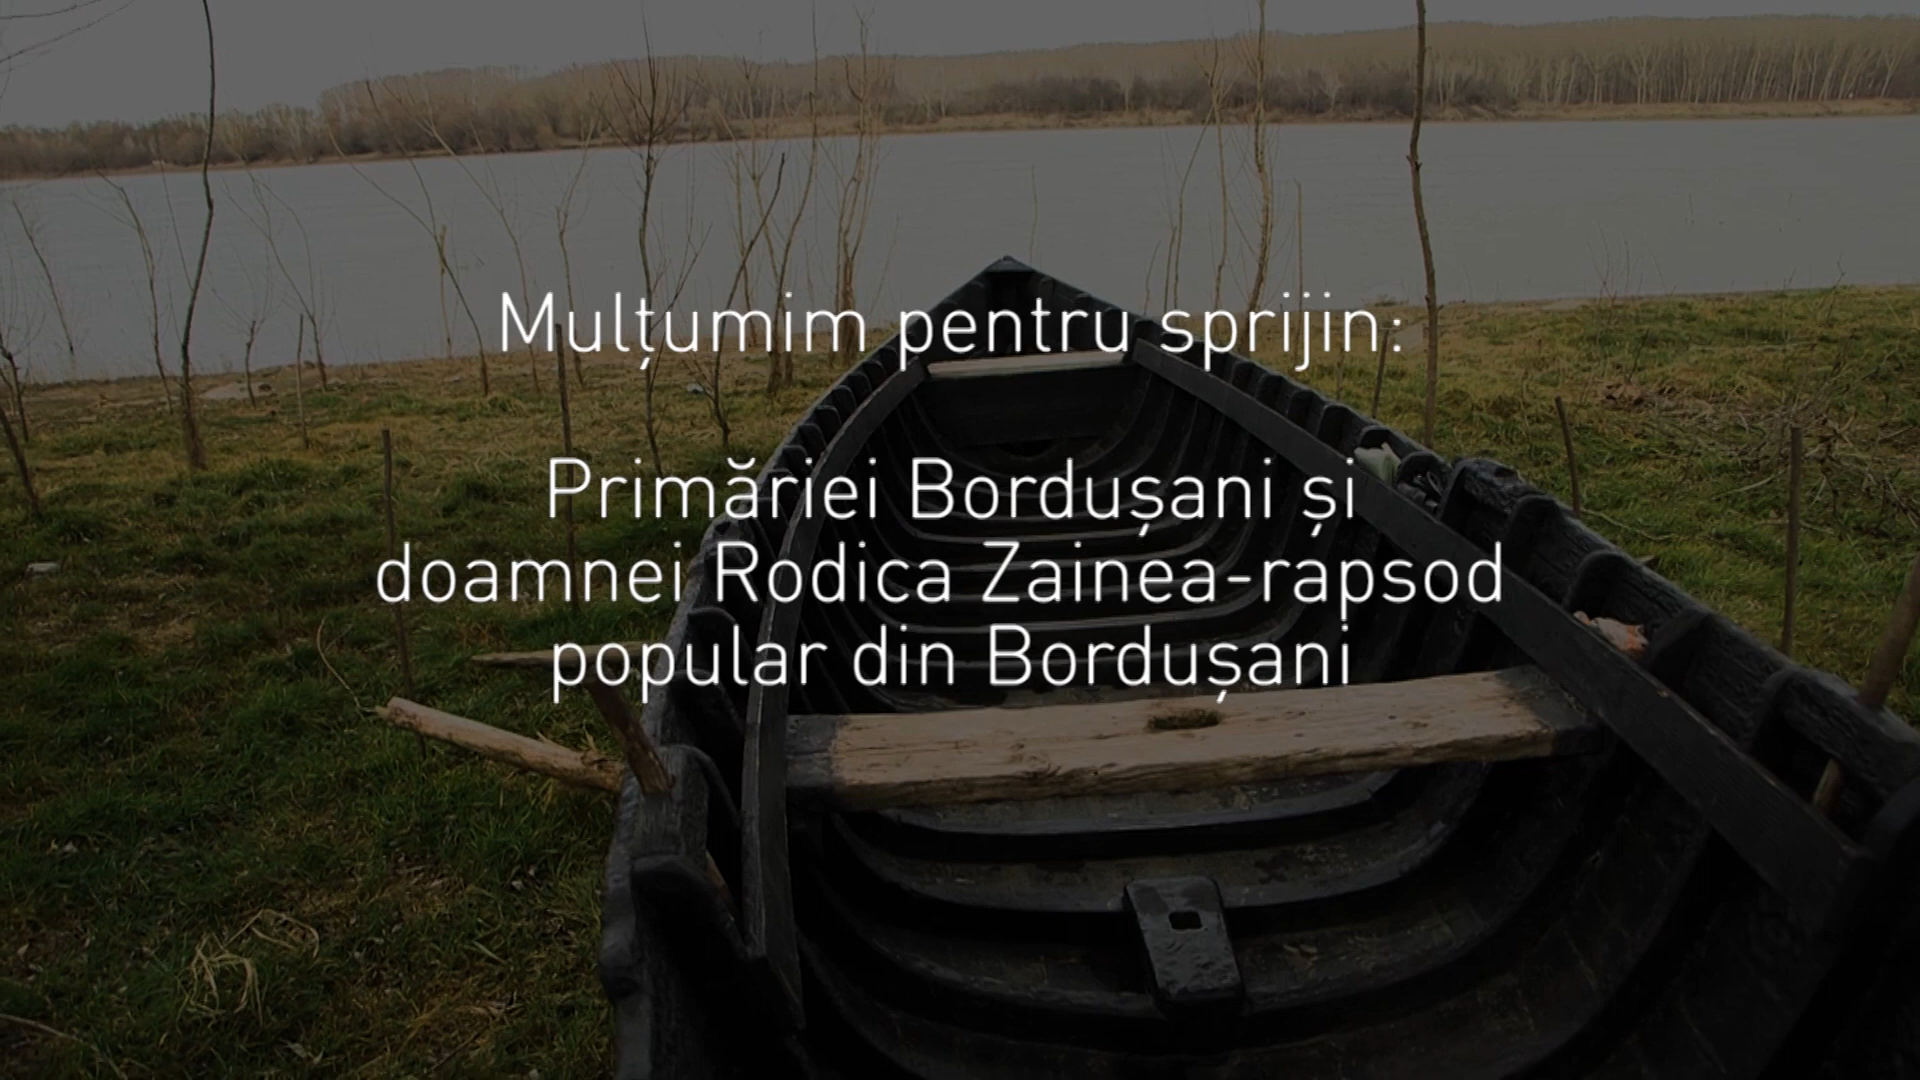 Mulțumim pentru sprijin:
Primăriei Bordușani și
doamnei Rodica Zainea-rapsod
popular din Bordușani